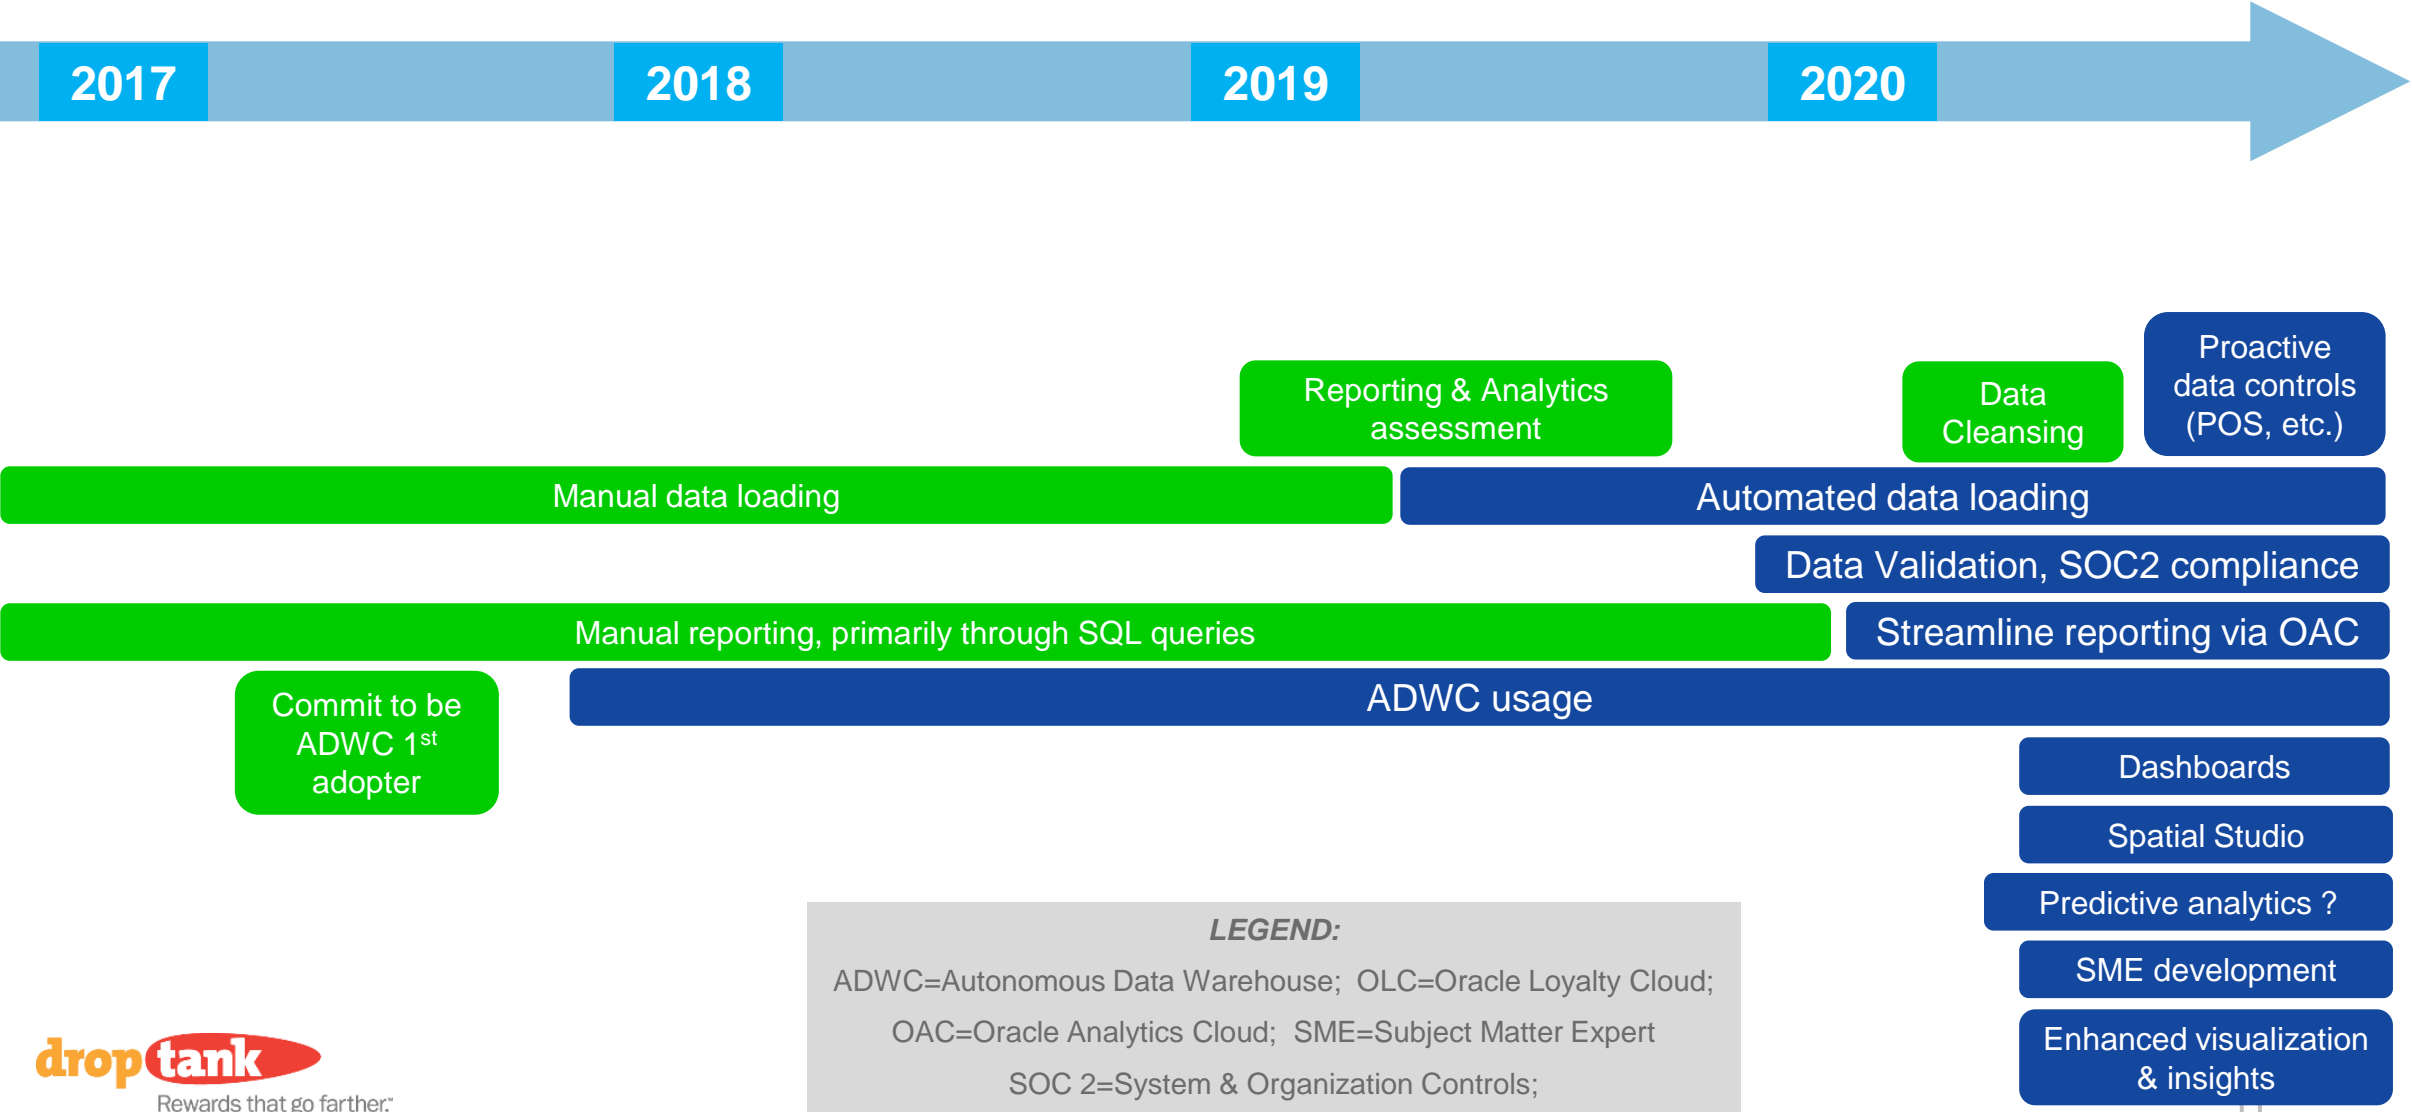 2017
2018
2019
2020
Proactive
data controls
(POS, etc.)
Reporting & Analytics
assessment
Data
Cleansing
Manual data loading
Automated data loading
Data Validation, SOC2 compliance
Manual reporting, primarily through SQL queries
Streamline reporting via OAC
ADWC usage
Commit to be
ADWC 1st
adopter
Dashboards
Spatial Studio
Predictive analytics ?
SME development
Enhanced visualization
& insights
LEGEND:
ADWC=Autonomous Data Warehouse; OLC=Oracle Loyalty Cloud;
OAC=Oracle Analytics Cloud; SME=Subject Matter Expert
SOC 2=System & Organization Controls;
drop tank
Rewards that go farther.™